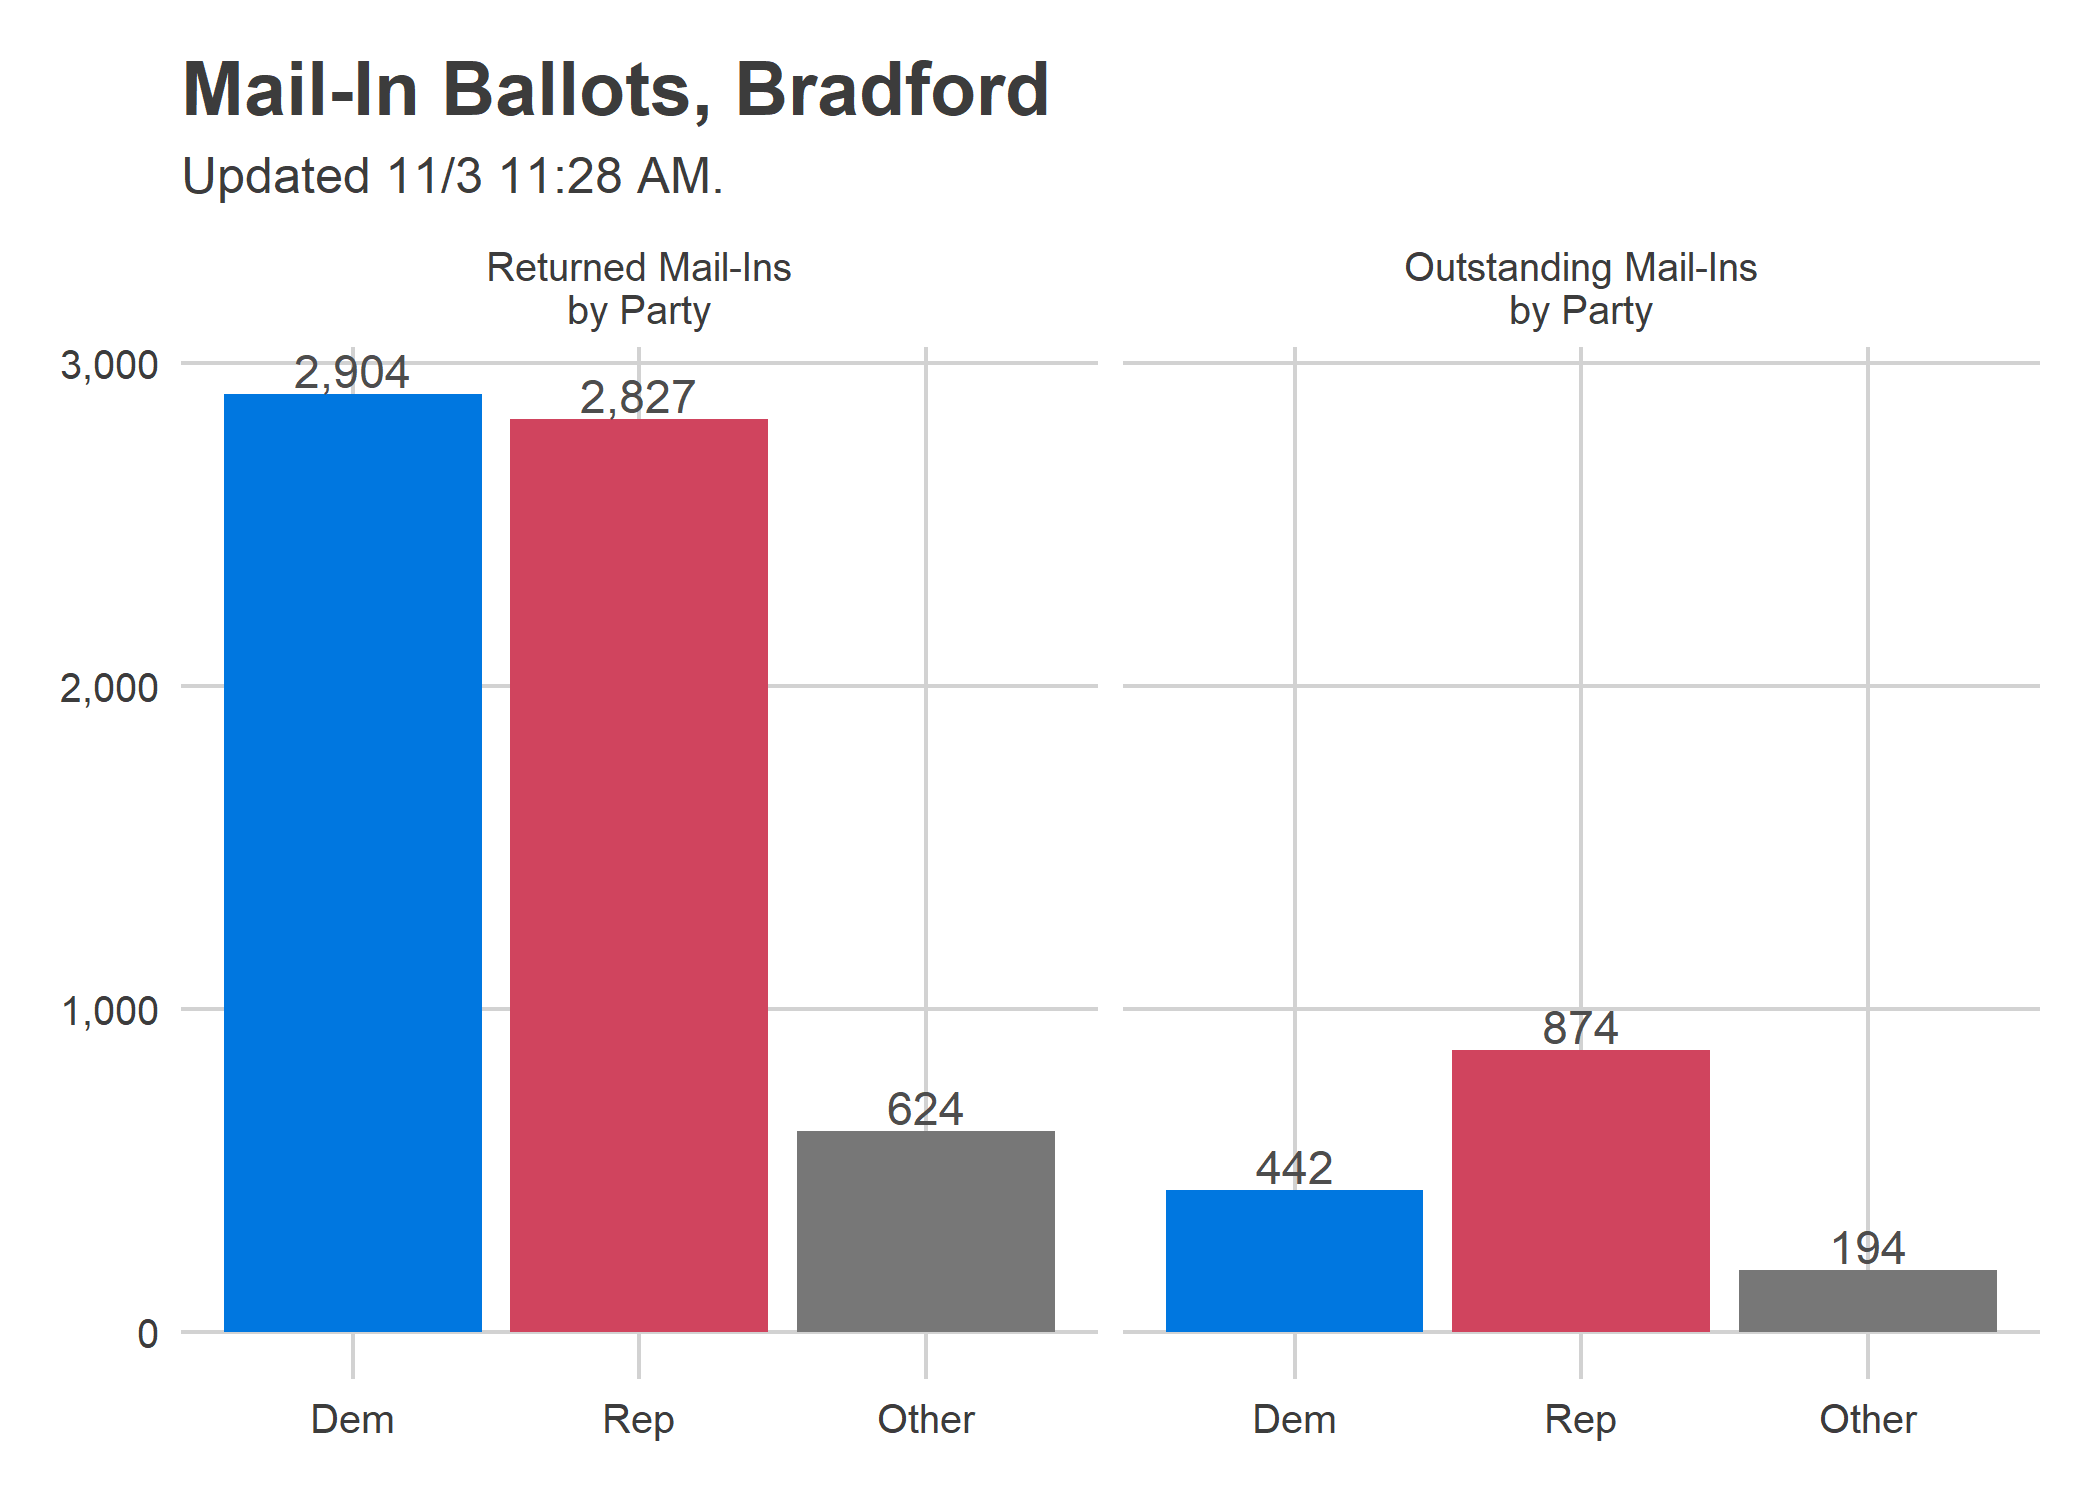 Mail-In Ballots, Bradford
Updated 11/3 11:28 AM.
Returned Mail-Ins
by Party
Outstanding Mail-Ins
by Party
3,000
2,000
1,000
0
2,904
2,827
624
442
874
194
Dem
Rep
Other
Dem
Rep
Other